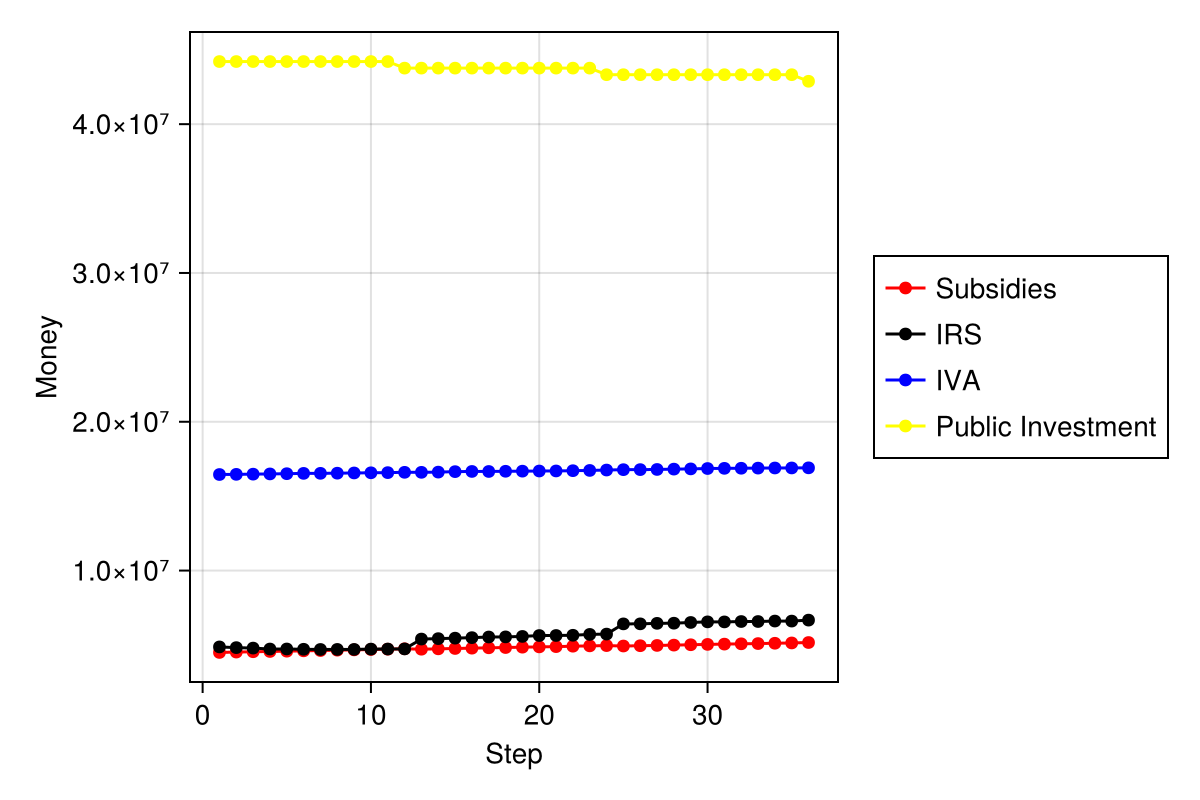 4.0×10⁷
3.0×10⁷
2.0×10⁷
1.0×10⁷
Money
0 10 20 30
Step
Subsidies
IRS
IVA
Public Investment